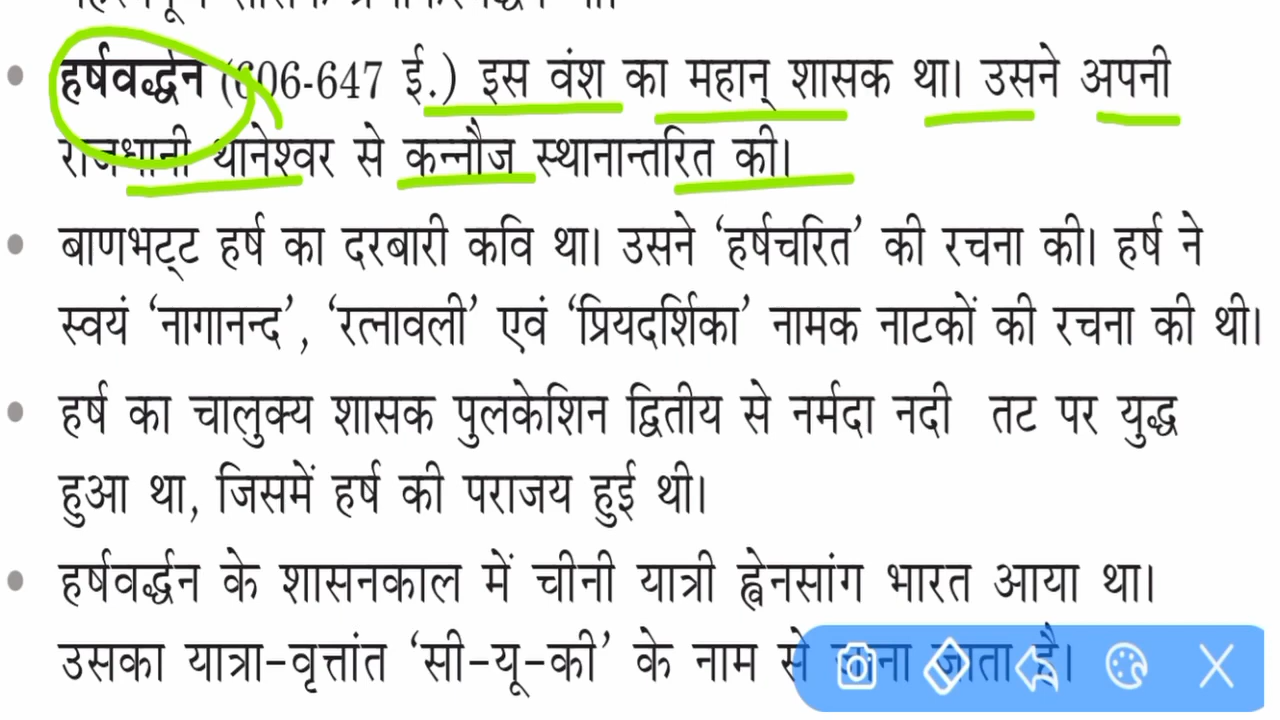 हर्षवर्द्धन (606-647 ई.) इस वंश का महान् शासक था। उसने अपनी
राजधानी थानेश्वर से कन्नौज स्थानान्तरित की।
बाणभट्ट हर्ष का दरबारी कवि था। उसने ‘हर्षचरित’ की रचना की। हर्ष ने
स्वयं ‘नागानन्द’, ‘रत्नावली’ एवं ‘प्रियदर्शिका’ नामक नाटकों की रचना की थी।
हर्ष का चालुक्य शासक पुलकेशिन द्वितीय से नर्मदा नदी तट पर युद्ध
हुआ था, जिसमें हर्ष की पराजय हुई थी।
हर्षवर्द्धन के शासनकाल में चीनी यात्री ह्वेनसांग भारत आया था।
उसका यात्रा-वृत्तांत ‘सी-यू-की’ के नाम से जाना जाता है।